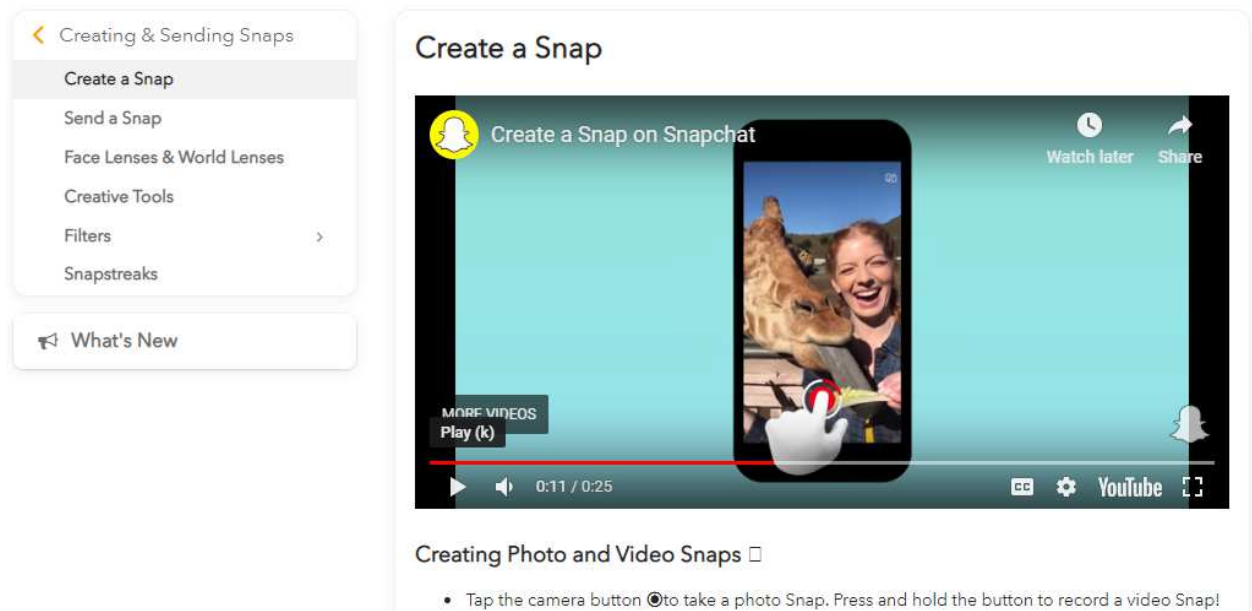 Creating & Sending Snaps
Create a Snap
Send a Snap
Face Lenses & World Lenses
Creative Tools
Filters
Snapstreaks
What's New
Create a Snap
Create a Snap on Snapchat
Watch later
Share
MORE VIDEOS
Play (k)
0:11 / 0:25
CC
YouTube
Creating Photo and Video Snaps
• Tap the camera button to take a photo Snap. Press and hold the button to record a video Snap!